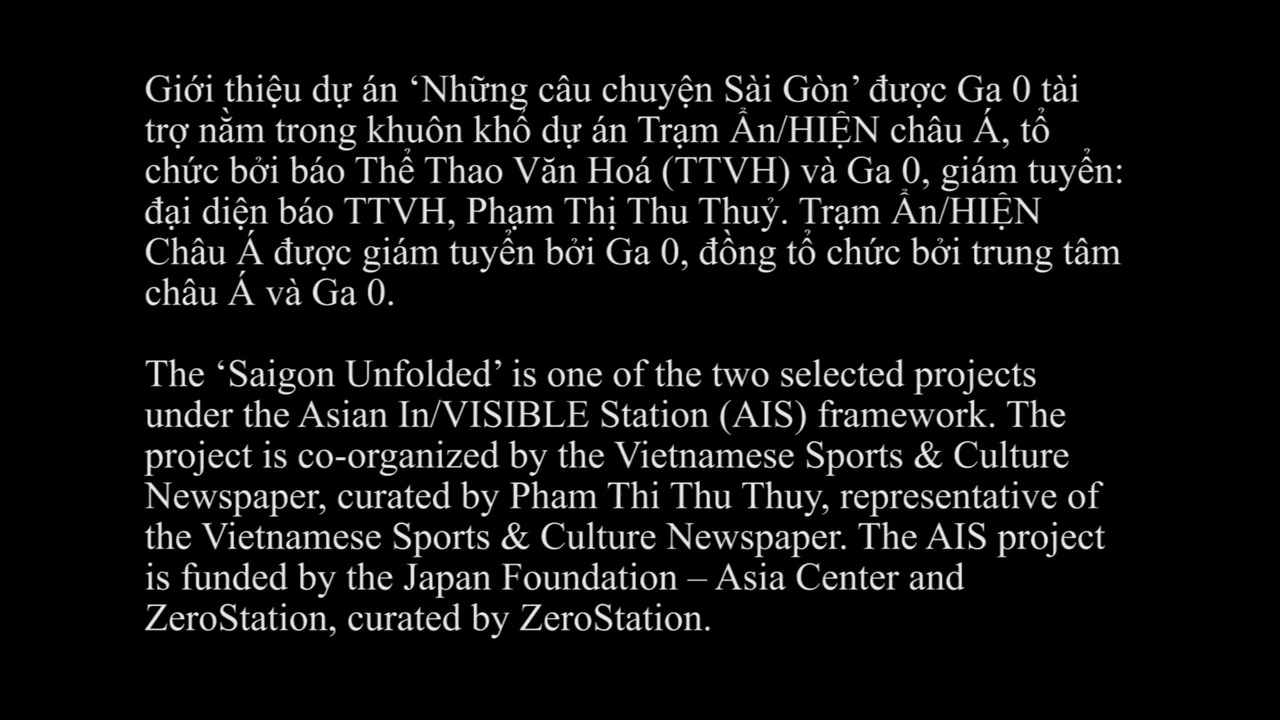 Giới thiệu dự án ‘Những câu chuyện Sài Gòn’ được Ga 0 tài
trợ nằm trong khuôn khổ dự án Trạm Ẩn/HIỆN châu Á, tổ
chức bởi báo Thể Thao Văn Hoá (TTVH) và Ga 0, giám tuyển:
đại diện báo TTVH, Phạm Thị Thu Thuỷ. Trạm Ẩn/HIỆN
Châu Á được giám tuyển bởi Ga 0, đồng tổ chức bởi trung tâm
châu Á và Ga 0.
The ‘Saigon Unfolded’ is one of the two selected projects
under the Asian In/VISIBLE Station (AIS) framework. The
project is co-organized by the Vietnamese Sports & Culture
Newspaper, curated by Pham Thi Thu Thuy, representative of
the Vietnamese Sports & Culture Newspaper. The AIS project
is funded by the Japan Foundation – Asia Center and
ZeroStation, curated by ZeroStation.